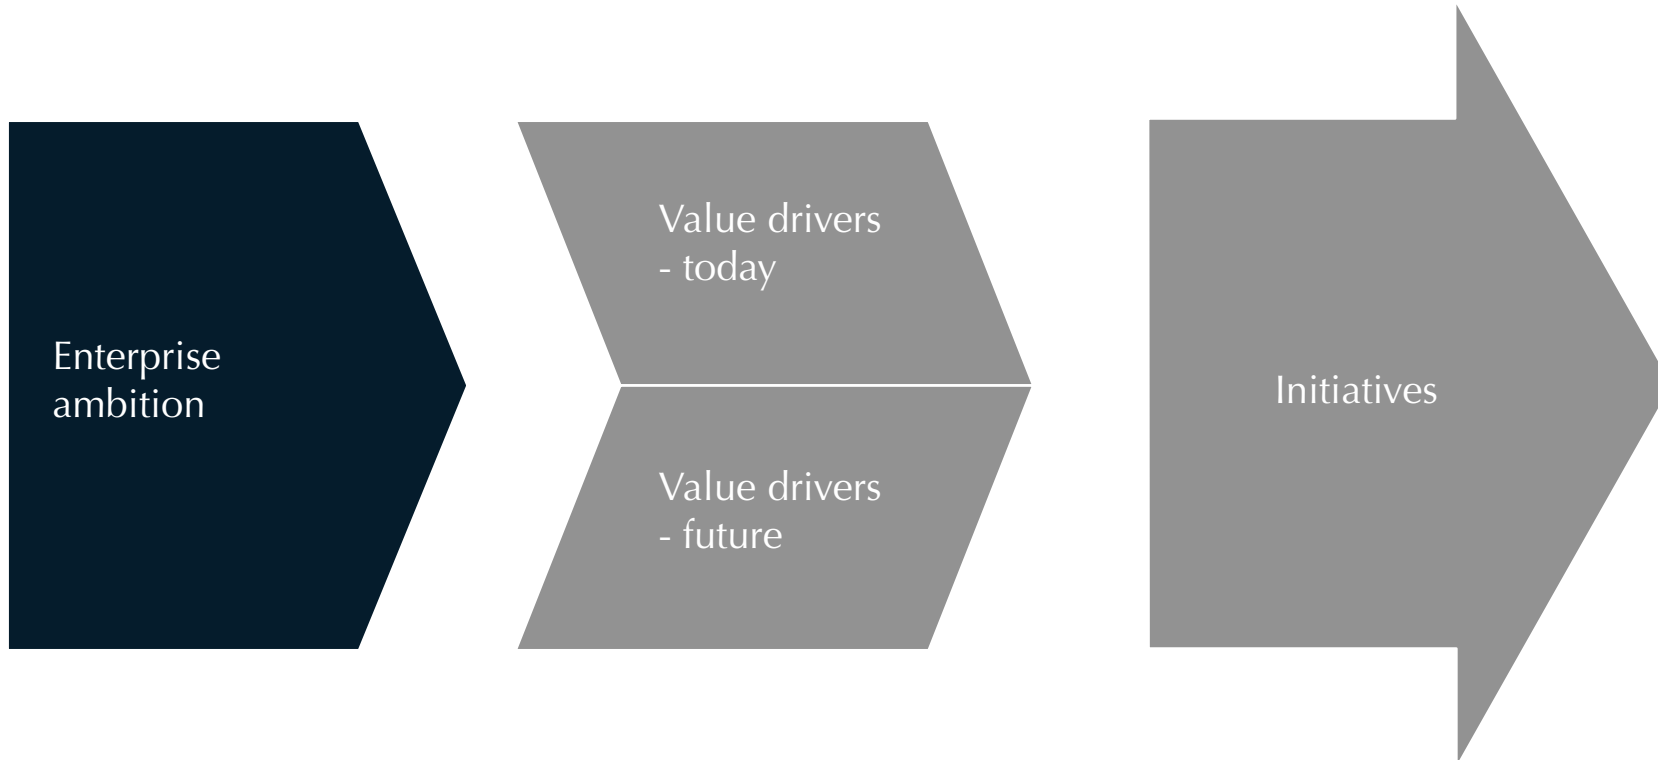 Enterprise
ambition
Value drivers
- today
Value drivers
- future
Initiatives